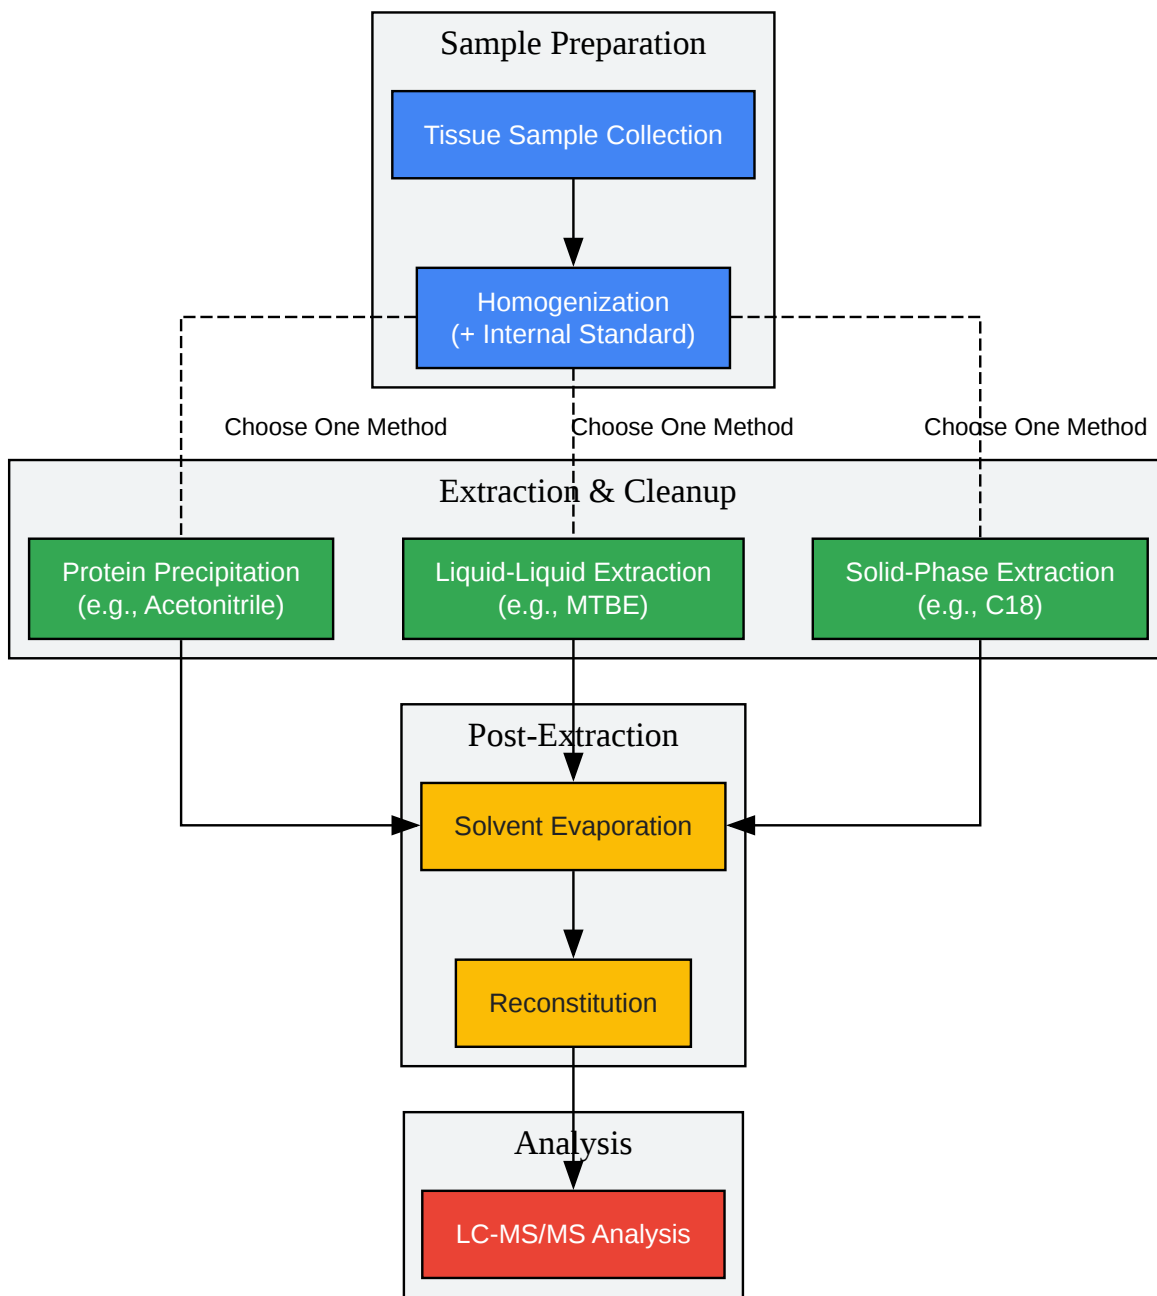 Sample Preparation
Tissue Sample Collection
Homogenization
(+ Internal Standard)
Choose One Method
Choose One Method
Choose One Method
Extraction & Cleanup
Protein Precipitation
(e.g., Acetonitrile)
Liquid-Liquid Extraction
(e.g., MTBE)
Solid-Phase Extraction
(e.g., C18)
Post-Extraction
Solvent Evaporation
Reconstitution
Analysis
LC-MS/MS Analysis